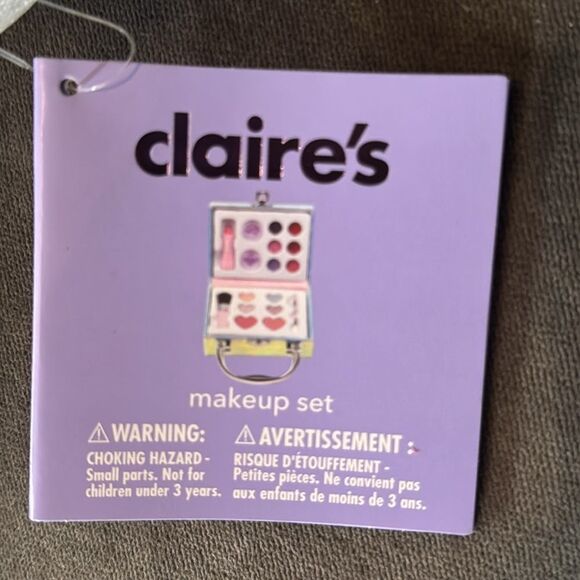 claire's
makeup set
⚠ WARNING:
CHOKING HAZARD -
Small parts. Not for
children under 3 years.
⚠ AVERTISSEMENT :
RISQUE D'ÉTOUFFEMENT -
Petites pièces. Ne convient pas
aux enfants de moins de 3 ans.